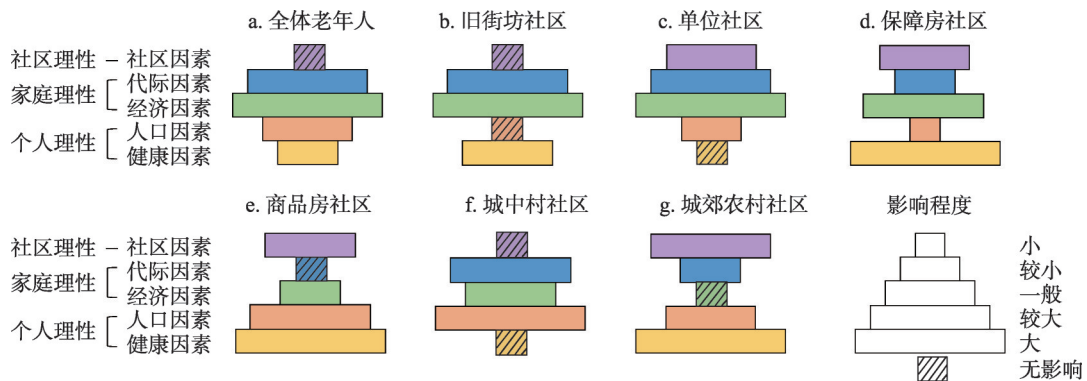 a. 全体老年人 b. 旧街坊社区 c. 单位社区 d. 保障房社区
社区理性 – 社区因素
家庭理性 代际因素
经济因素
个人理性 人口因素
健康因素
e. 商品房社区 f. 城中村社区 g. 城郊农村社区 影响程度
社区理性 – 社区因素 小
家庭理性 代际因素 较小
经济因素 一般
个人理性 人口因素 较大
健康因素 大
无影响